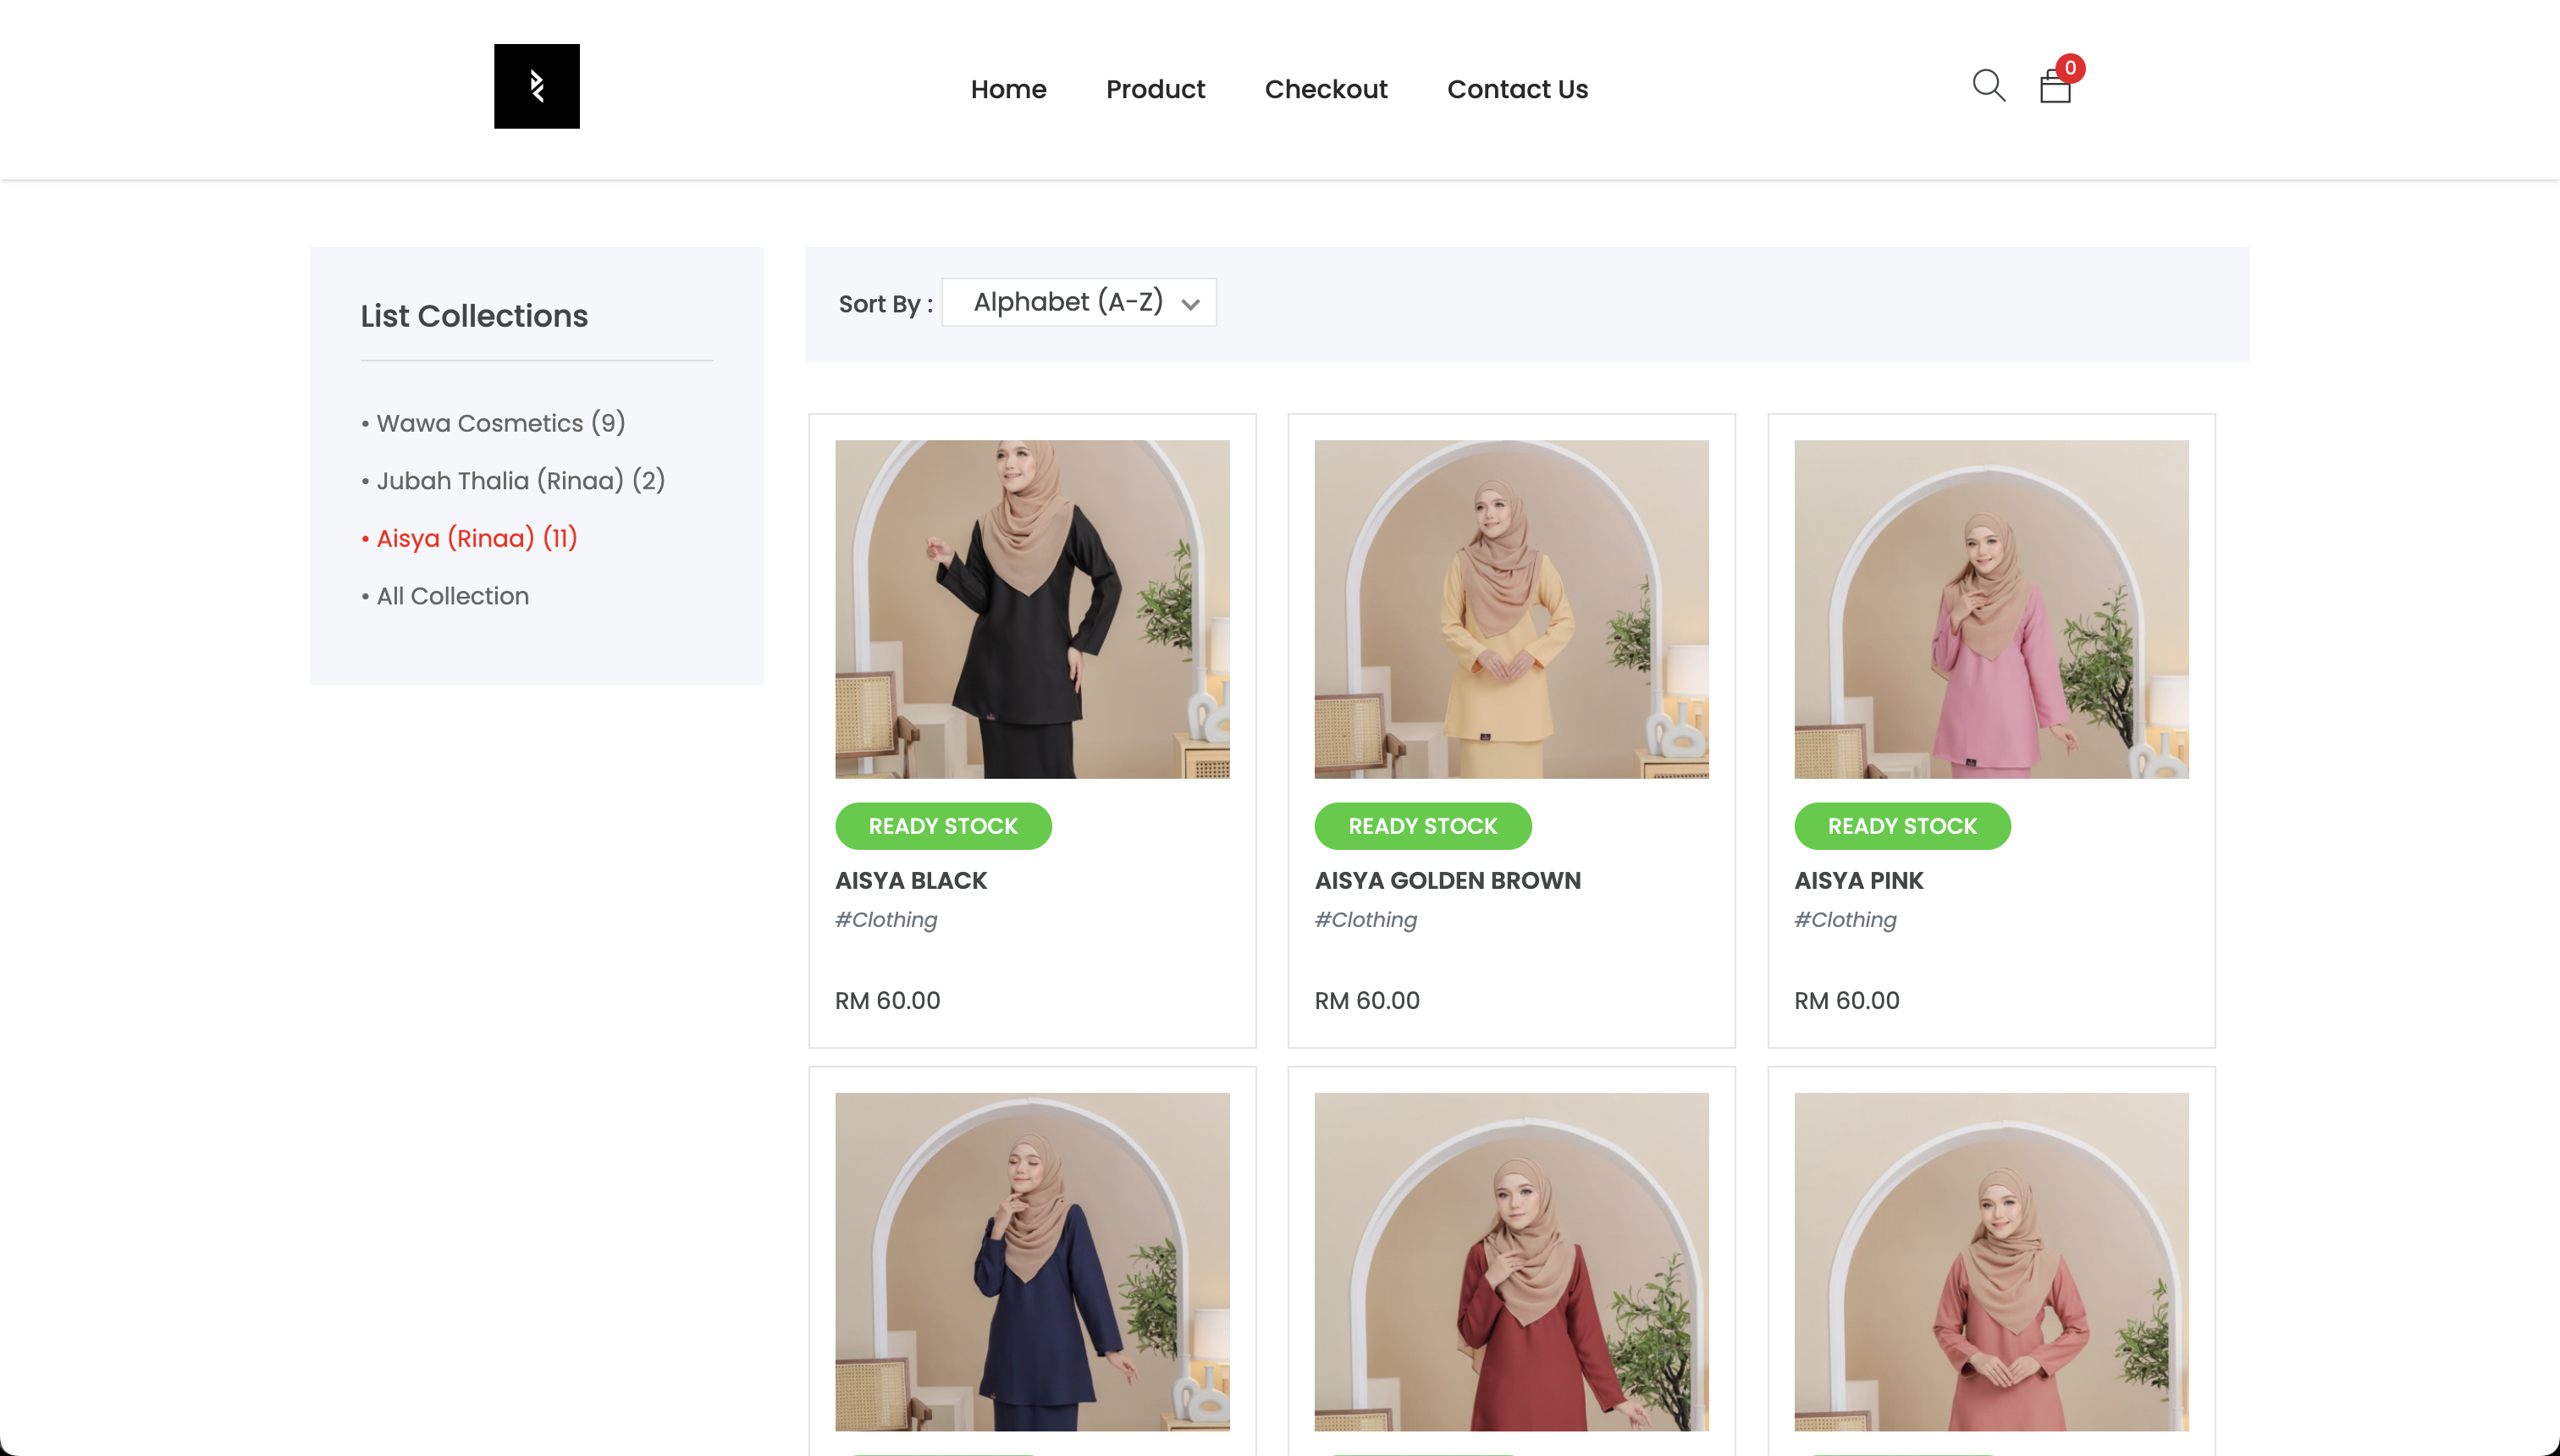 Home
Product
Checkout
Contact Us
0
List Collections
• Wawa Cosmetics (9)
• Jubah Thalia (Rinaa) (2)
• Aisya (Rinaa) (11)
• All Collection
Sort By :
Alphabet (A-Z)
READY STOCK
AISYA BLACK
#Clothing
RM 60.00
READY STOCK
AISYA GOLDEN BROWN
#Clothing
RM 60.00
READY STOCK
AISYA PINK
#Clothing
RM 60.00